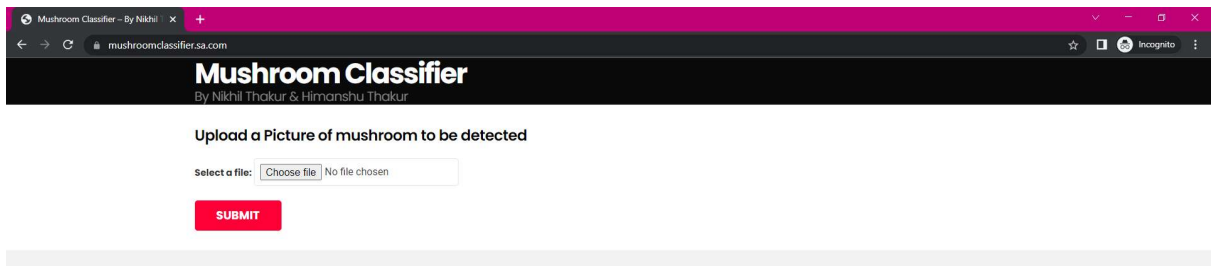 Mushroom Classifier – By Nikhil
mushroomclassifier.sa.com
Incognito
Mushroom Classifier
By Nikhil Thakur & Himanshu Thakur
Upload a Picture of mushroom to be detected
Select a file: Choose file No file chosen
SUBMIT